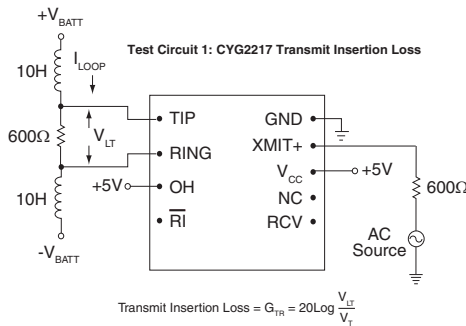 +V_BATT
Test Circuit 1: CYG2217 Transmit Insertion Loss
10H
I_LOOP
TIP
GND
600Ω
V_LT
RING
XMIT+
+5V
OH
V_CC
+5V
10H
R̅I̅
NC
600Ω
RCV
AC
Source
-V_BATT
Transmit Insertion Loss = G_TR = 20Log V_LT / V_T